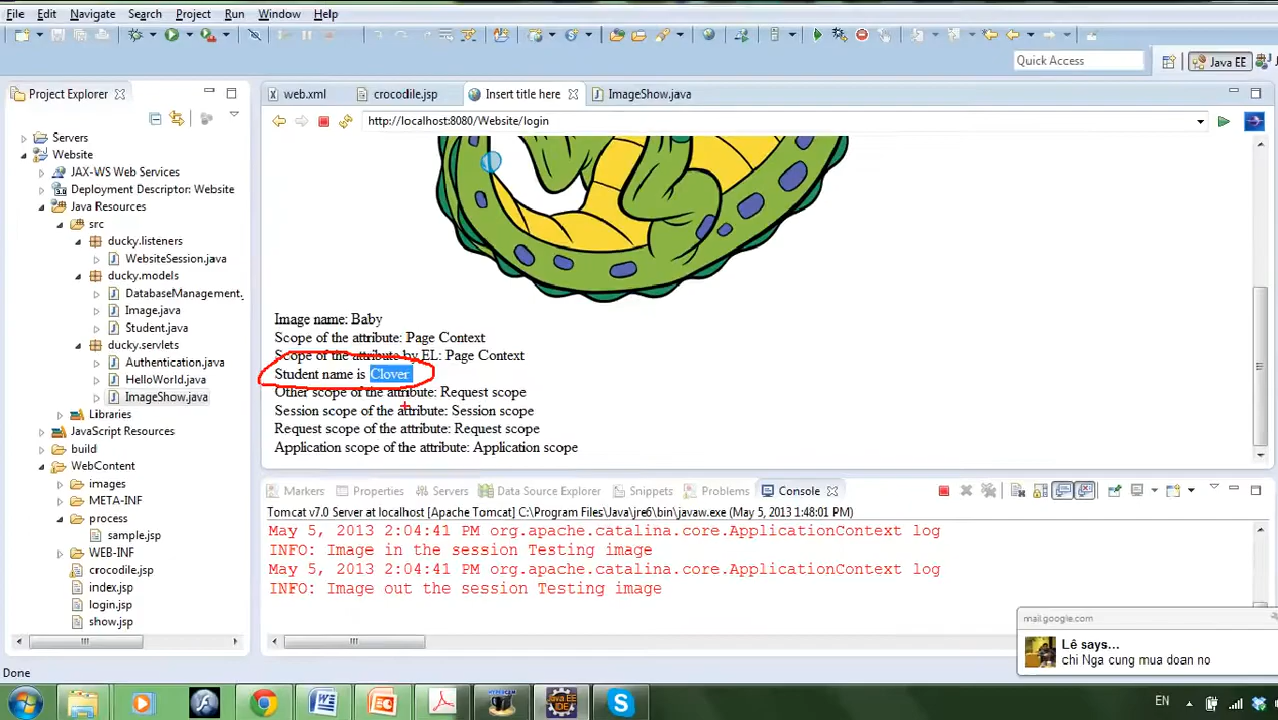 File Edit Navigate Search Project Run Window Help
Quick Access
Java EE
Project Explorer
web.xml
crocodile.jsp
Insert title here
ImageShow.java
http://localhost:8080/Website/login
Servers
Website
JAX-WS Web Services
Deployment Descriptor: Website
Java Resources
src
ducky.listeners
WebsiteSession.java
ducky.models
DatabaseManagement.
Image.java
Student.java
ducky.servlets
Authentication.java
HelloWorld.java
ImageShow.java
Libraries
JavaScript Resources
build
WebContent
images
META-INF
process
sample.jsp
WEB-INF
crocodile.jsp
index.jsp
login.jsp
show.jsp
Image name: Baby
Scope of the attribute: Page Context
Scope of the attribute by EL: Page Context
Student name is Clover
Other scope of the attribute: Request scope
Session scope of the attribute: Session scope
Request scope of the attribute: Request scope
Application scope of the attribute: Application scope
Markers Properties Servers Data Source Explorer Snippets Problems Console
Tomcat v7.0 Server at localhost [Apache Tomcat] C:\Program Files\Java\jre6\bin\javaw.exe (May 5, 2013 1:48:01 PM)
May 5, 2013 2:04:41 PM org.apache.catalina.core.ApplicationContext log
INFO: Image in the session Testing image
May 5, 2013 2:04:41 PM org.apache.catalina.core.ApplicationContext log
INFO: Image out the session Testing image
mail.google.com
Lê says...
chi Nga cung mua doan no
Done
Java EE
IDE
EN